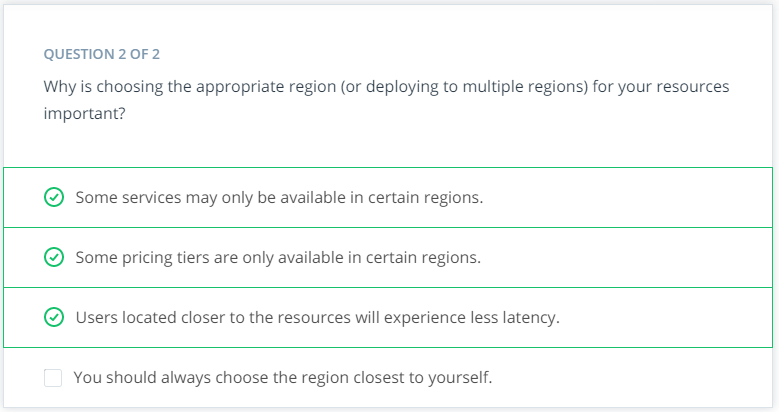 QUESTION 2 OF 2
Why is choosing the appropriate region (or deploying to multiple regions) for your resources
important?
Some services may only be available in certain regions.
Some pricing tiers are only available in certain regions.
Users located closer to the resources will experience less latency.
You should always choose the region closest to yourself.